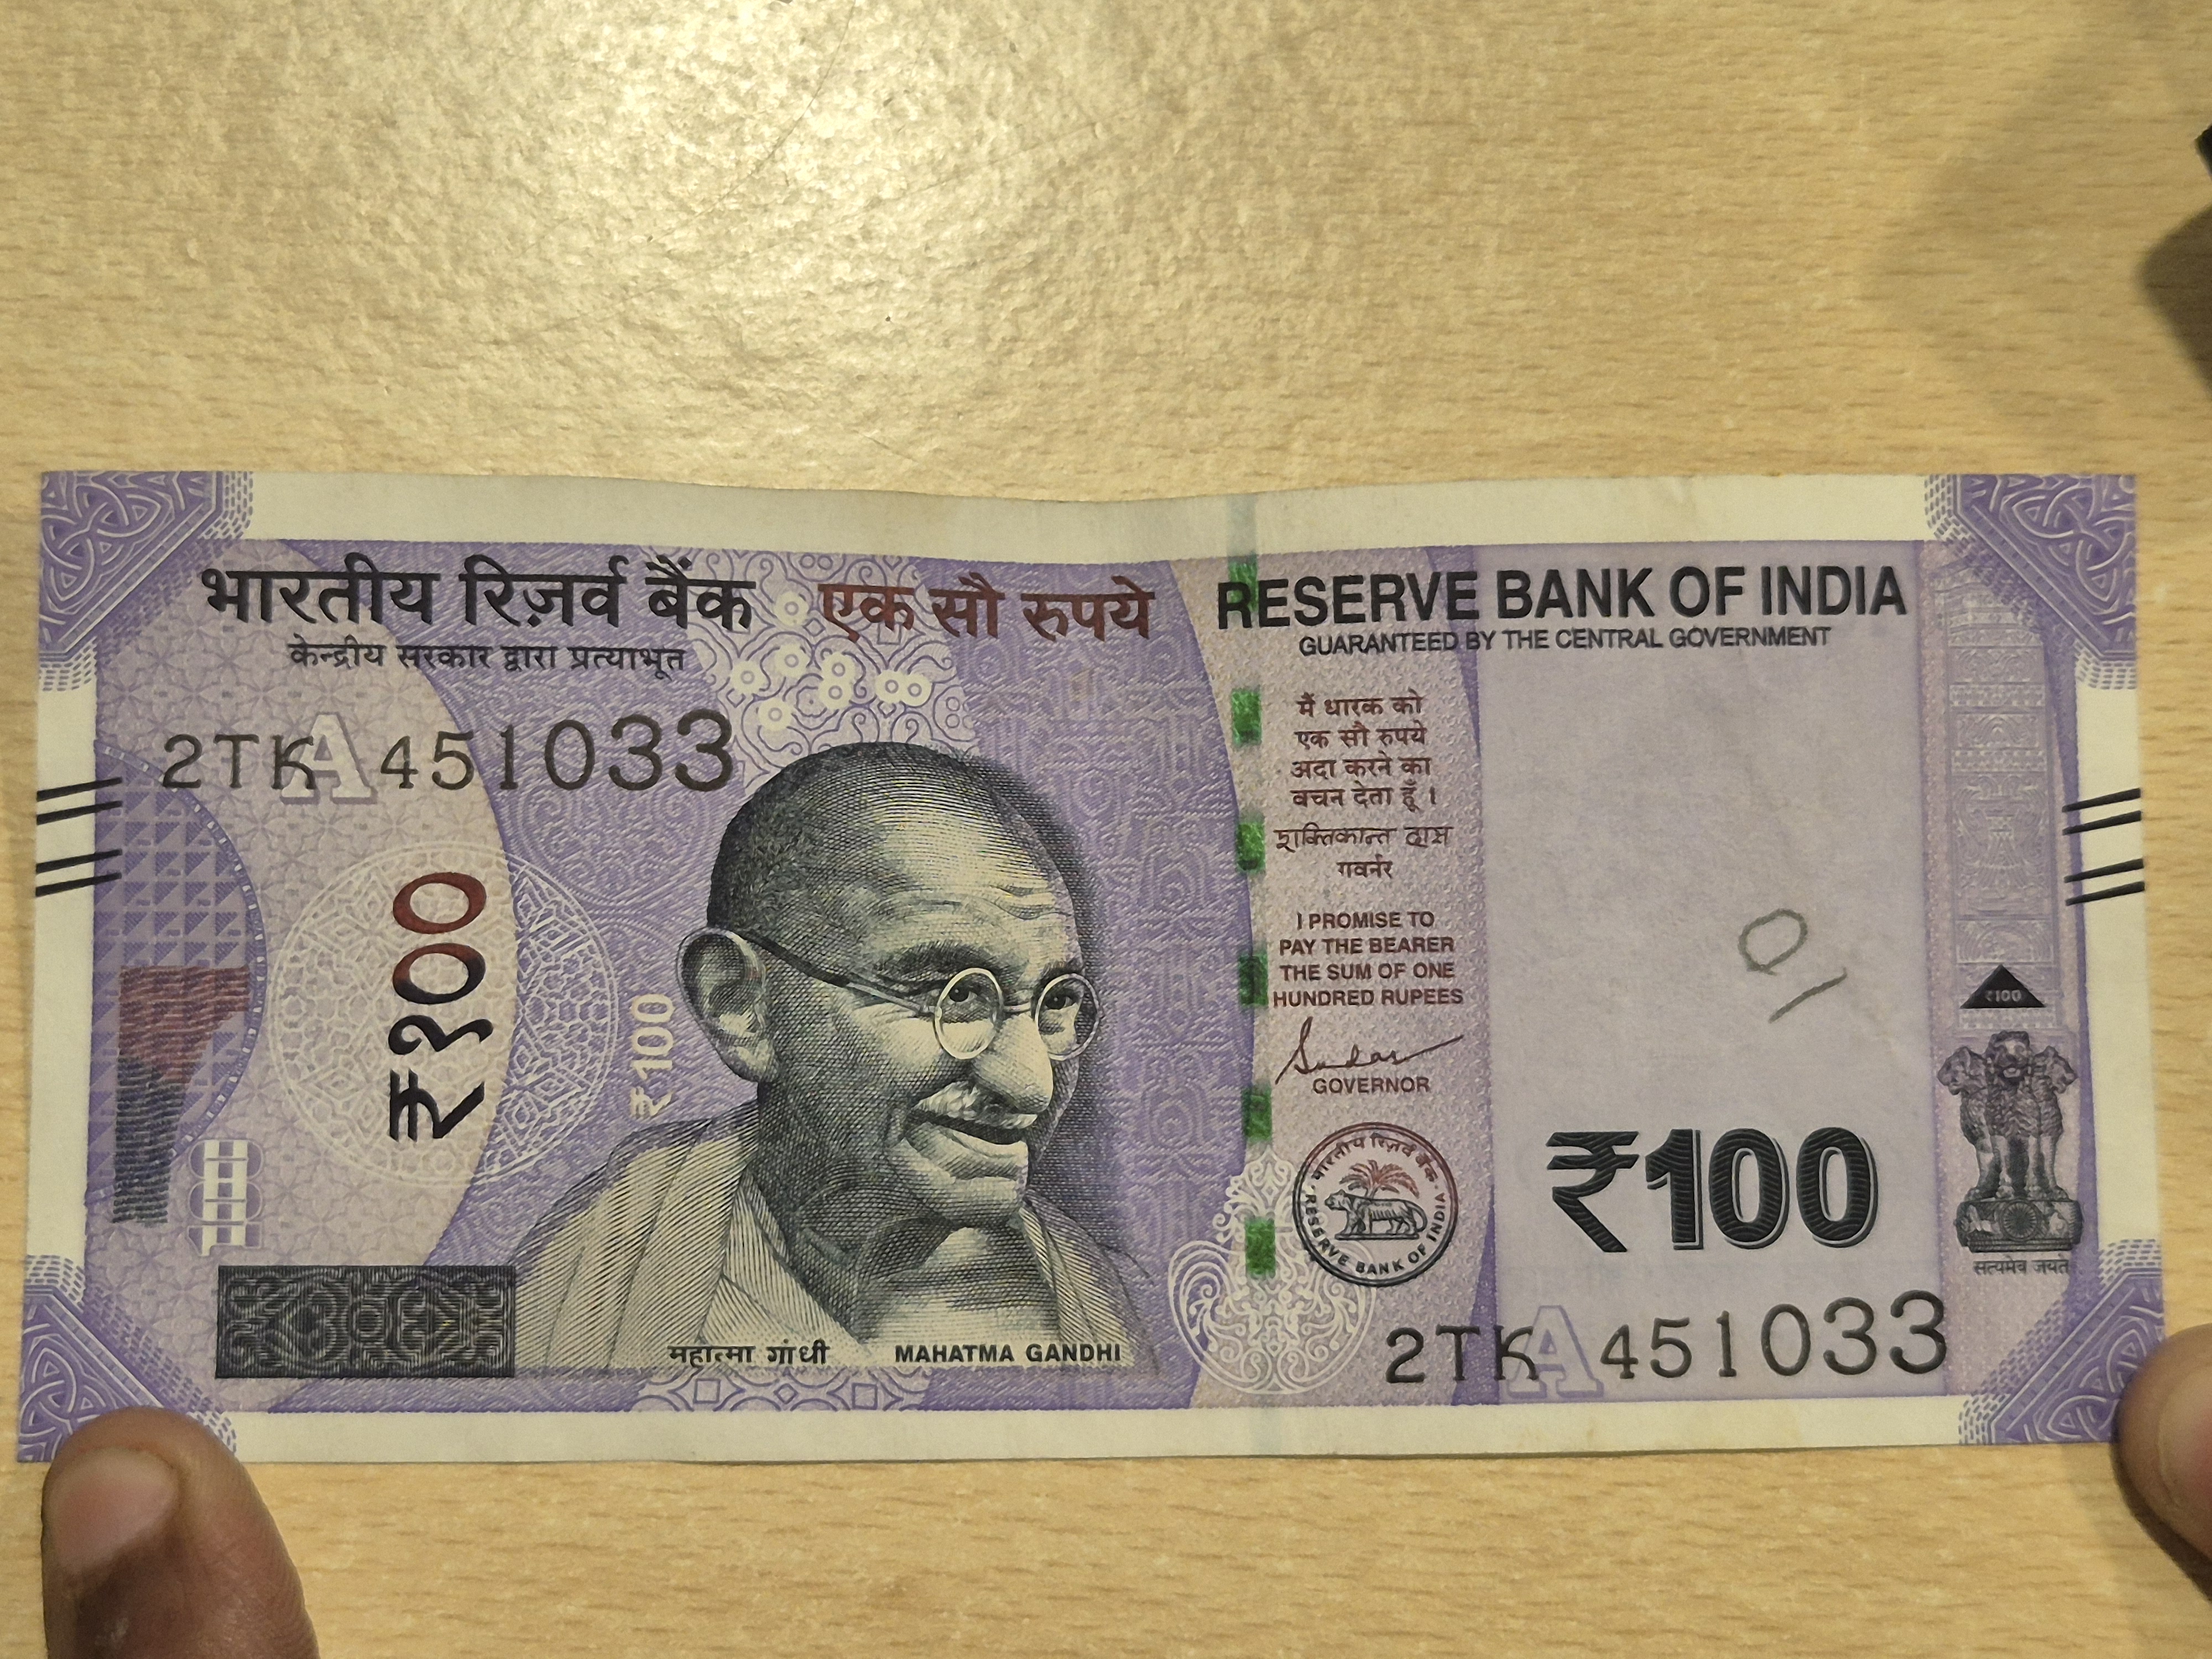 भारतीय रिज़र्व बैंक
केन्द्रीय सरकार द्वारा प्रत्याभूत
एक सौ रुपये
RESERVE BANK OF INDIA
GUARANTEED BY THE CENTRAL GOVERNMENT
2TK A 451033
₹१००
₹100
मैं धारक को
एक सौ रुपये
अदा करने का
वचन देता हूँ ।
शक्तिकान्त दास
गवर्नर
I PROMISE TO
PAY THE BEARER
THE SUM OF ONE
HUNDRED RUPEES
GOVERNOR
भारतीय रिज़र्व बैंक
RESERVE BANK OF INDIA
01
₹100
₹100
सत्यमेव जयते
महात्मा गांधी
MAHATMA GANDHI
2TK A 451033